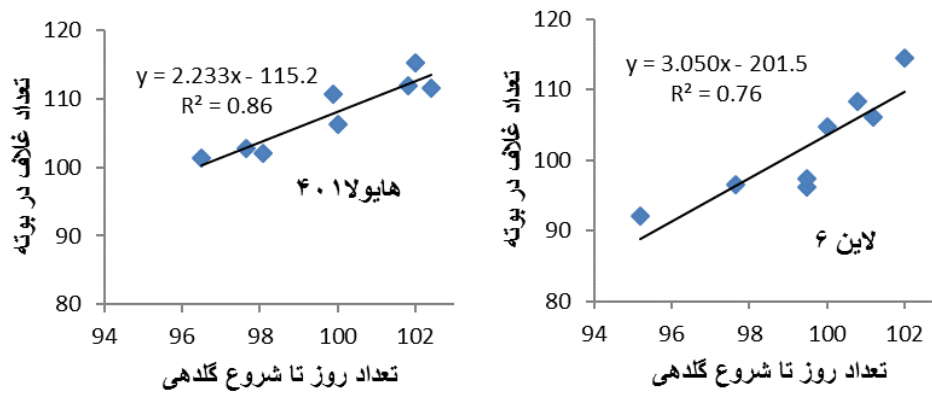 120
110
100
90
80
94
96
98
100
102
y = 2.233x - 115.2
R² = 0.86
هایولا۴۰۱
تعداد غلاف در بوته
تعداد روز تا شروع گلدهی
120
110
100
90
80
94
96
98
100
102
y = 3.050x - 201.5
R² = 0.76
لاین ۶
تعداد غلاف در بوته
تعداد روز تا شروع گلدهی